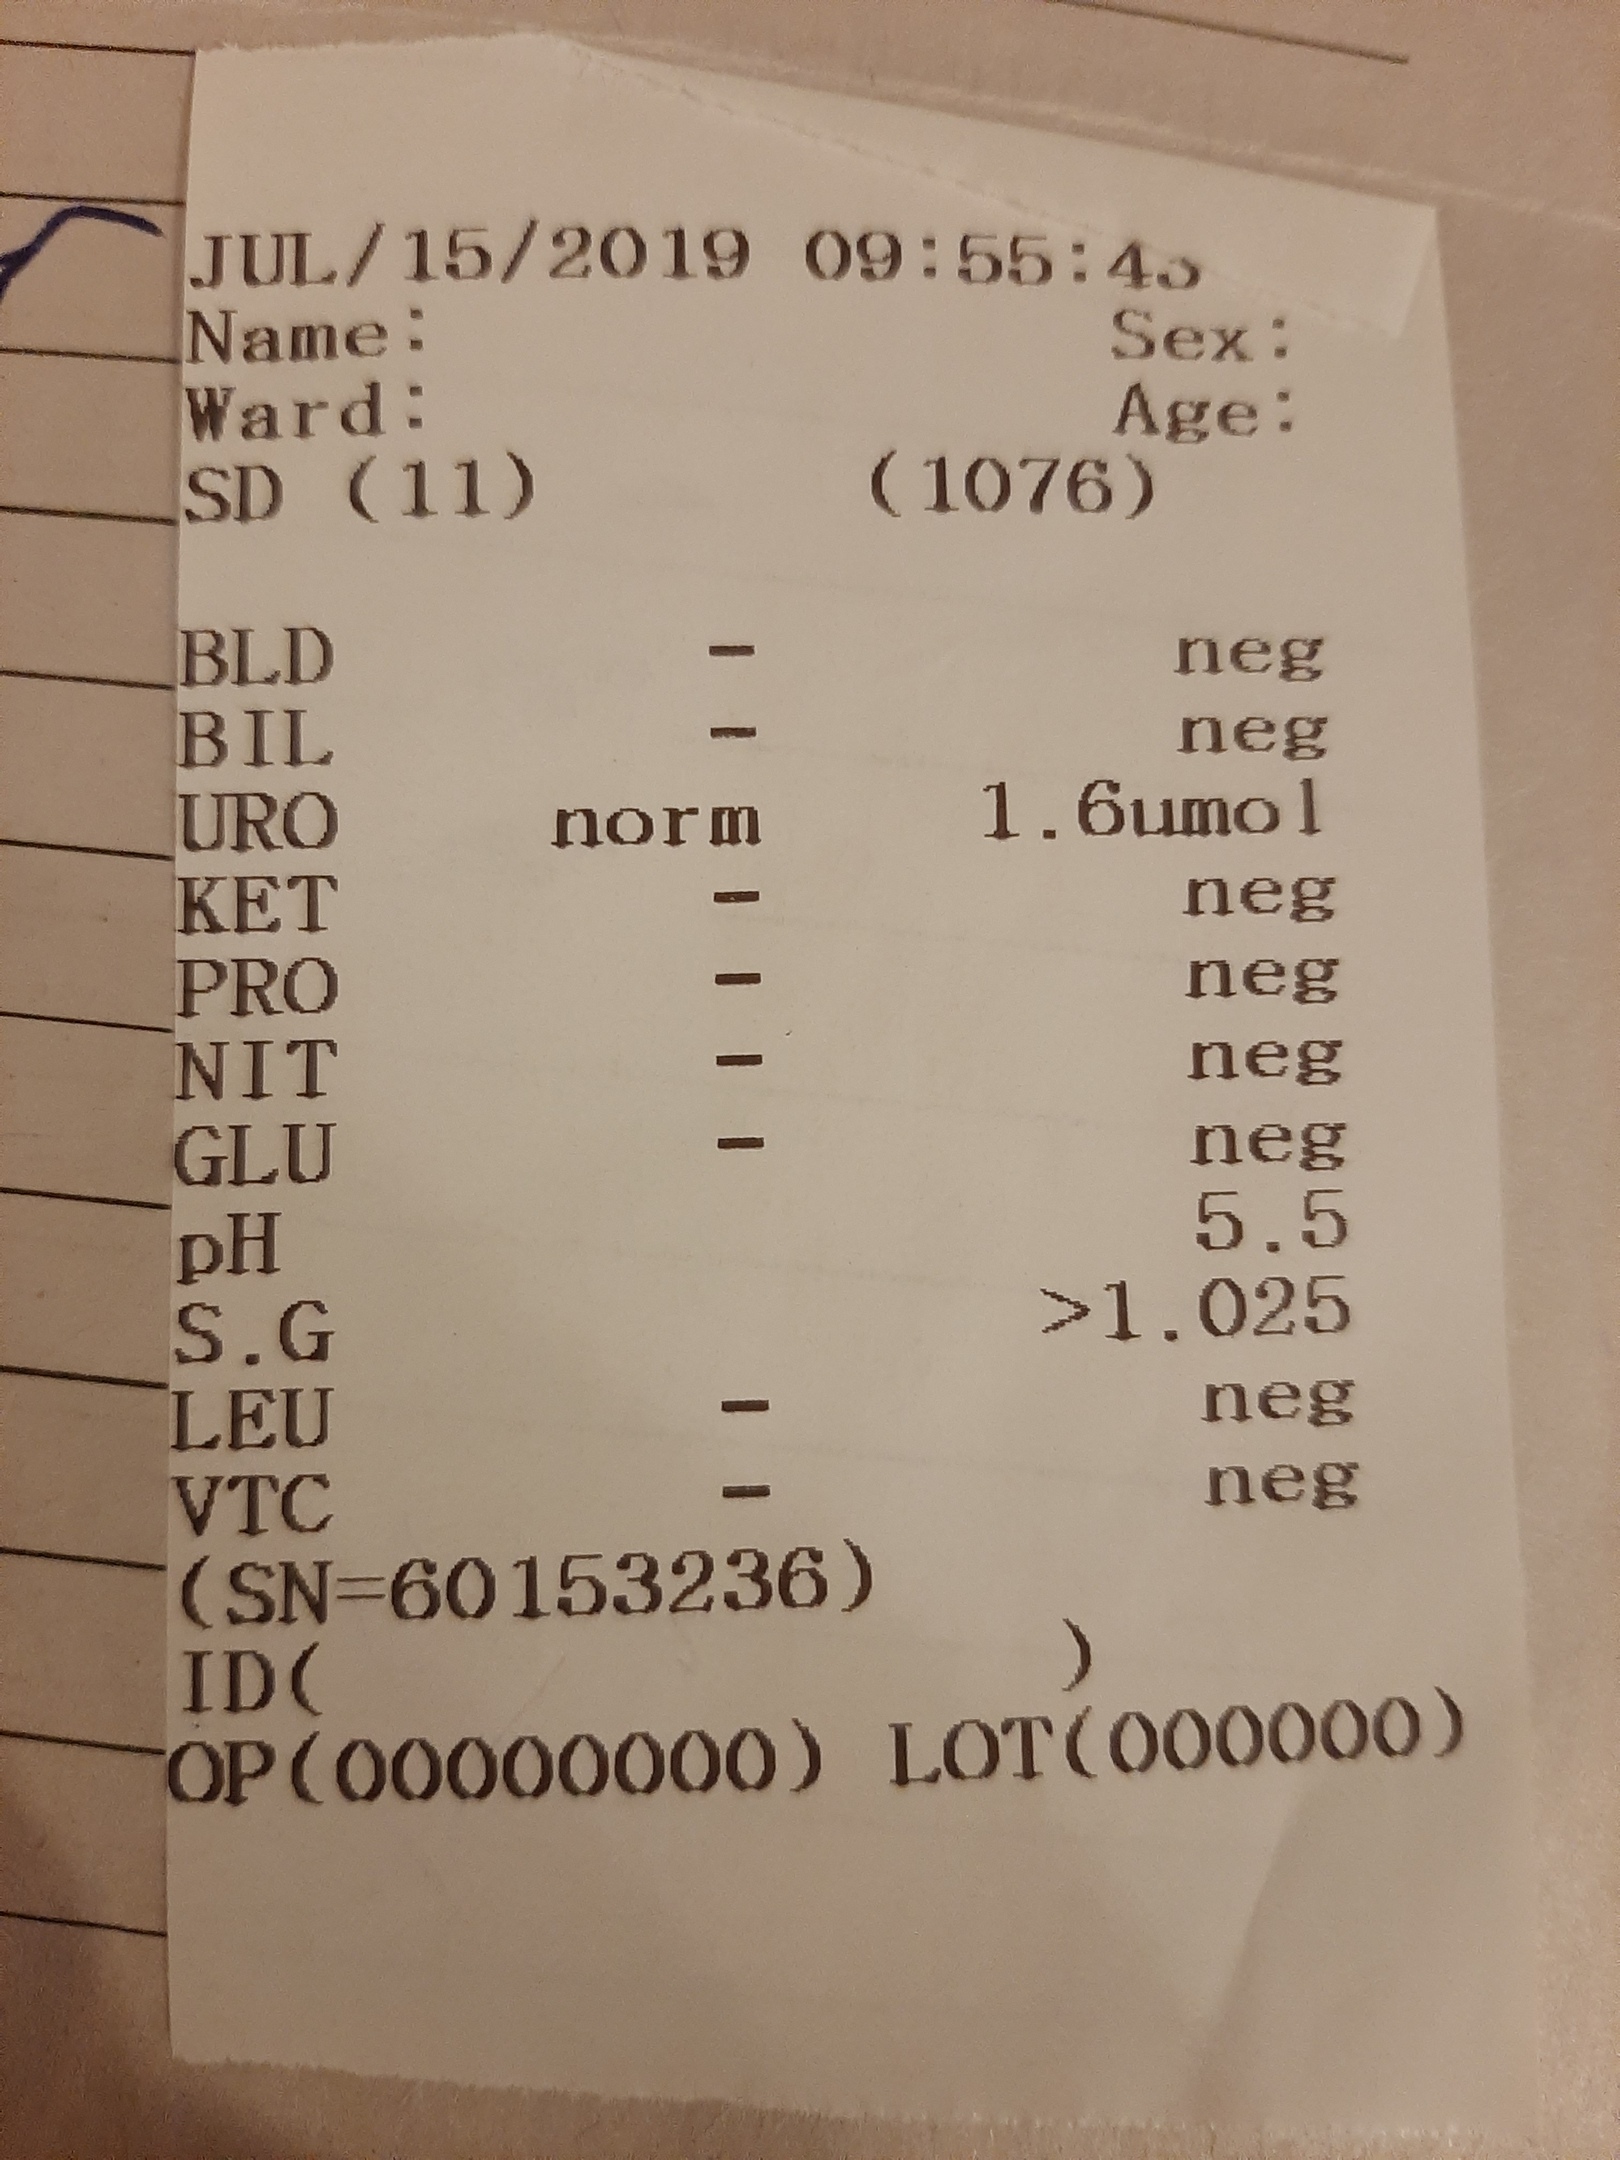 JUL/15/2019 09:55:43
Name: Sex:
Ward: Age:
SD (11) (1076)
BLD - neg
BIL - neg
URO norm 1.6umol
KET - neg
PRO - neg
NIT - neg
GLU - neg
pH 5.5
S.G >1.025
LEU - neg
VTC - neg
(SN=60153236)
ID( )
OP(00000000) LOT(000000)